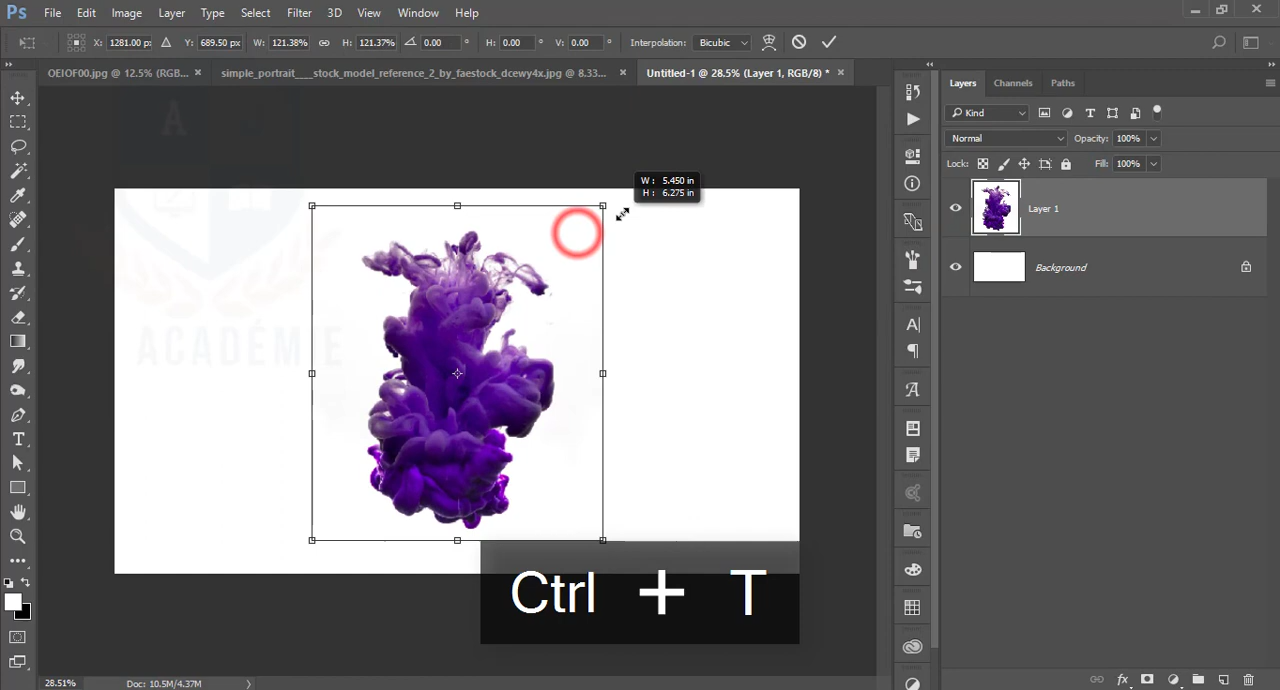 Ps File Edit Image Layer Type Select Filter 3D View Window Help
X: 1281.00 px Y: 689.50 px W: 121.38% H: 121.37% 0.00 ° H: 0.00 ° V: 0.00 ° Interpolation: Bicubic
OEIOF00.jpg @ 12.5% (RGB... × simple_portrait___stock_model_reference_2_by_faestock_dcewy4x.jpg @ 8.33... × Untitled-1 @ 28.5% (Layer 1, RGB/8) * ×
Layers Channels Paths
Kind
Normal Opacity: 100%
Lock: Fill: 100%
W : 5.450 in
H : 6.275 in
Layer 1
Background
A
ACADÉMIE
Ctrl + T
28.51% Doc: 10.5M/4.37M
fx